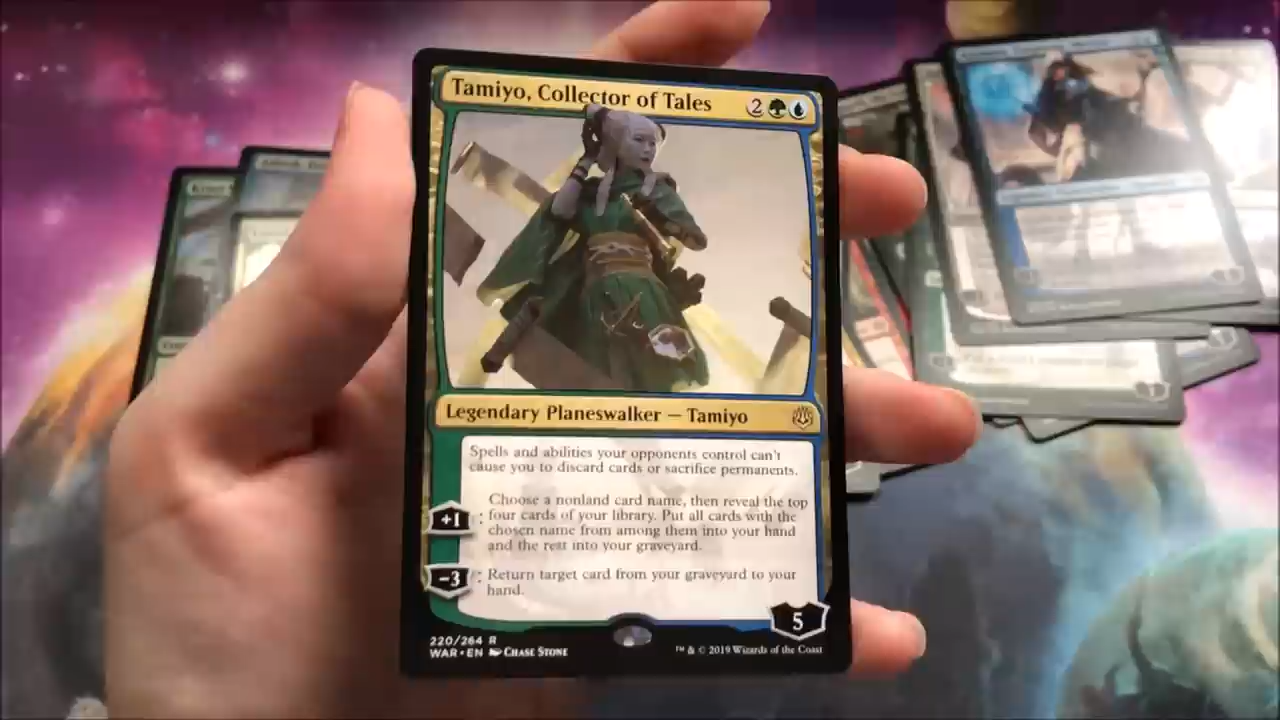 Tamiyo, Collector of Tales 2
Legendary Planeswalker — Tamiyo
Spells and abilities your opponents control can't
cause you to discard cards or sacrifice permanents.
+1: Choose a nonland card name, then reveal the top
four cards of your library. Put all cards with the
chosen name from among them into your hand
and the rest into your graveyard.
−3: Return target card from your graveyard to your
hand.
5
220/264 R
WAR • EN Chase Stone
™ & © 2019 Wizards of the Coast